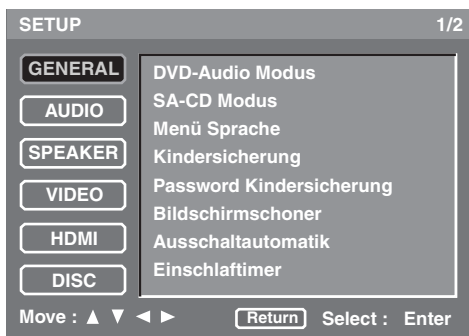 SETUP 1/2
GENERAL
AUDIO
SPEAKER
VIDEO
HDMI
DISC
DVD-Audio Modus
SA-CD Modus
Menü Sprache
Kindersicherung
Password Kindersicherung
Bildschirmschoner
Ausschaltautomatik
Einschlaftimer
Move : ▲ ▼ ◄ ► Return Select : Enter